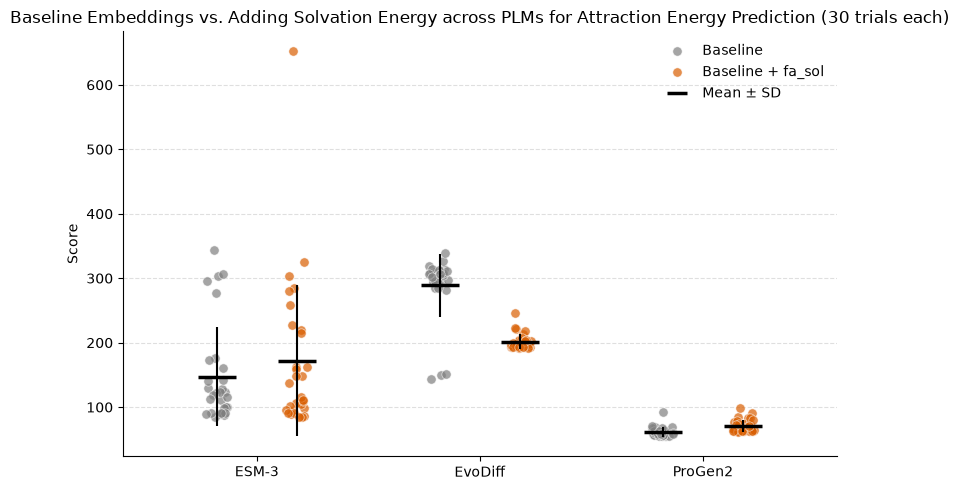 Baseline Embeddings vs. Adding Solvation Energy across PLMs for Attraction Energy Prediction (30 trials each)
Baseline
Baseline + fa_sol
Mean ± SD
Score
600
500
400
300
200
100
ESM-3
EvoDiff
ProGen2